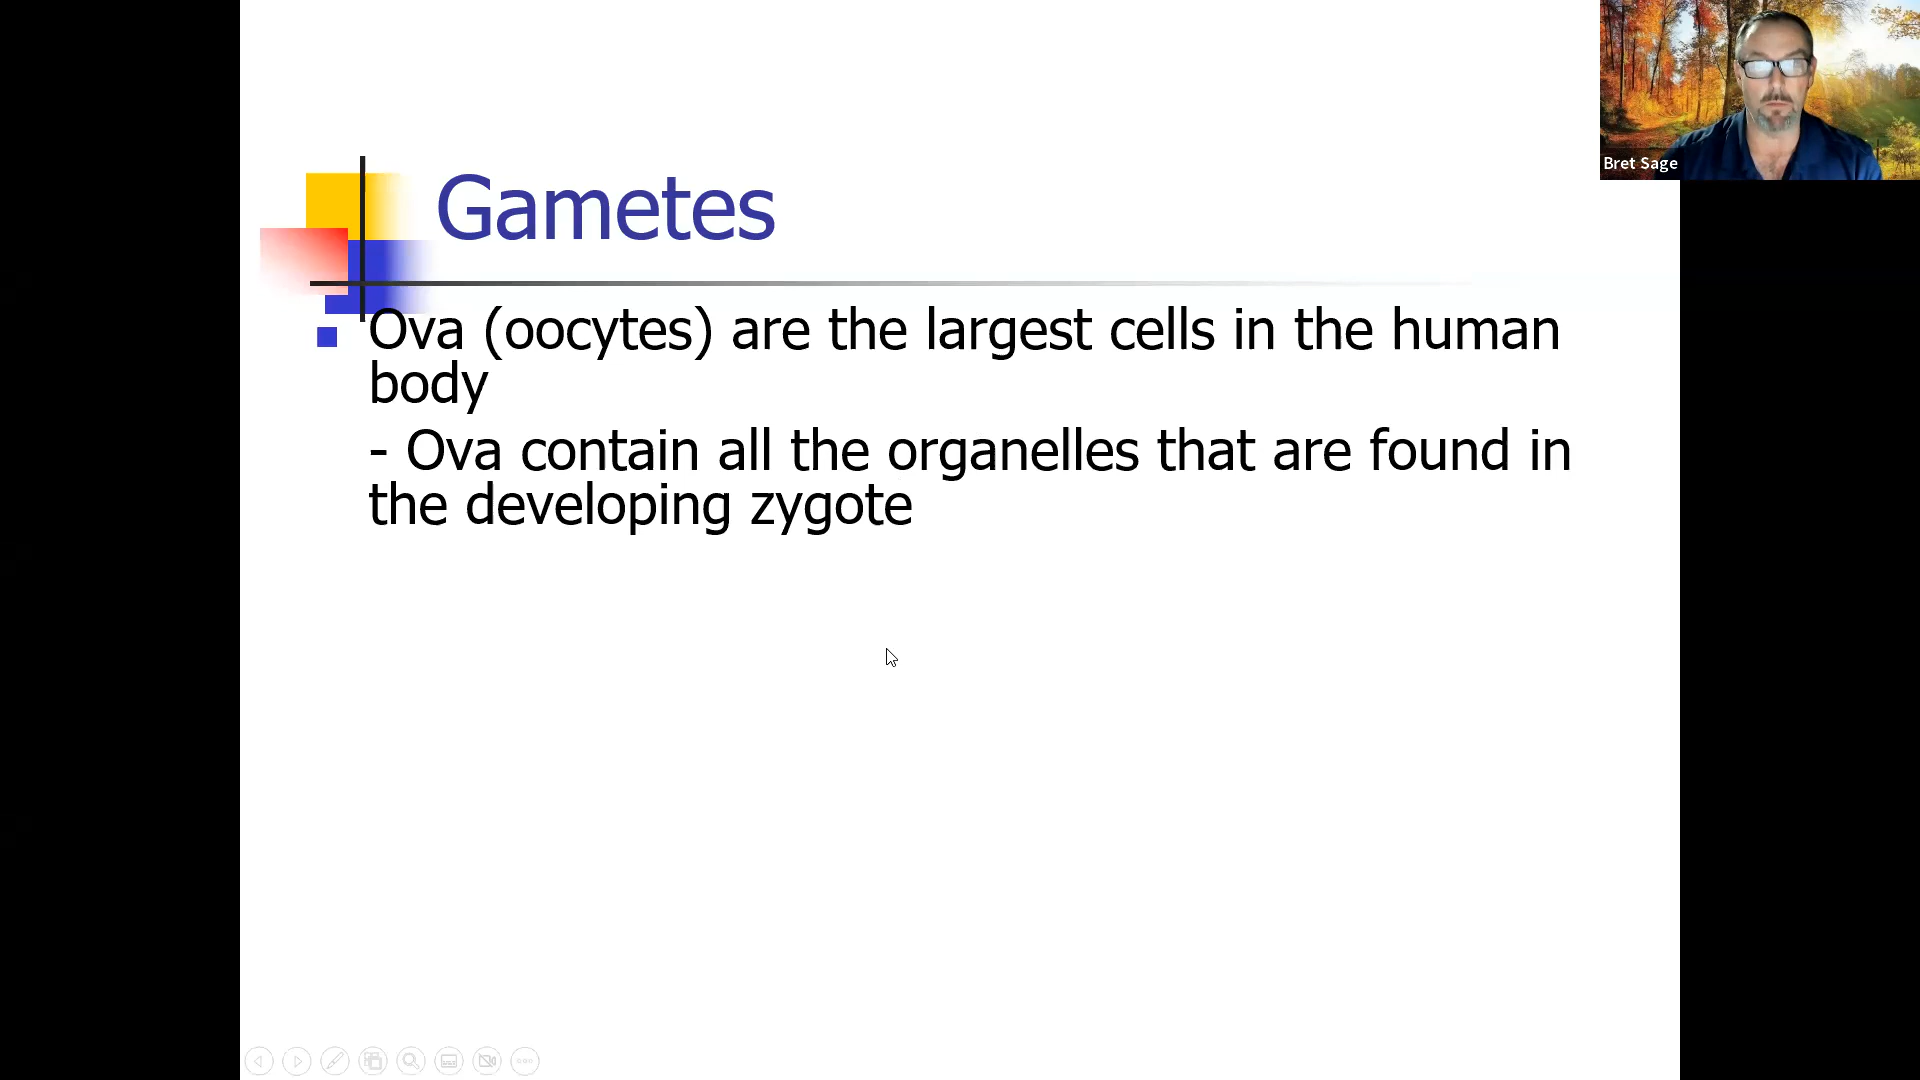 Gametes
Ova (oocytes) are the largest cells in the human
body
- Ova contain all the organelles that are found in
the developing zygote
Bret Sage